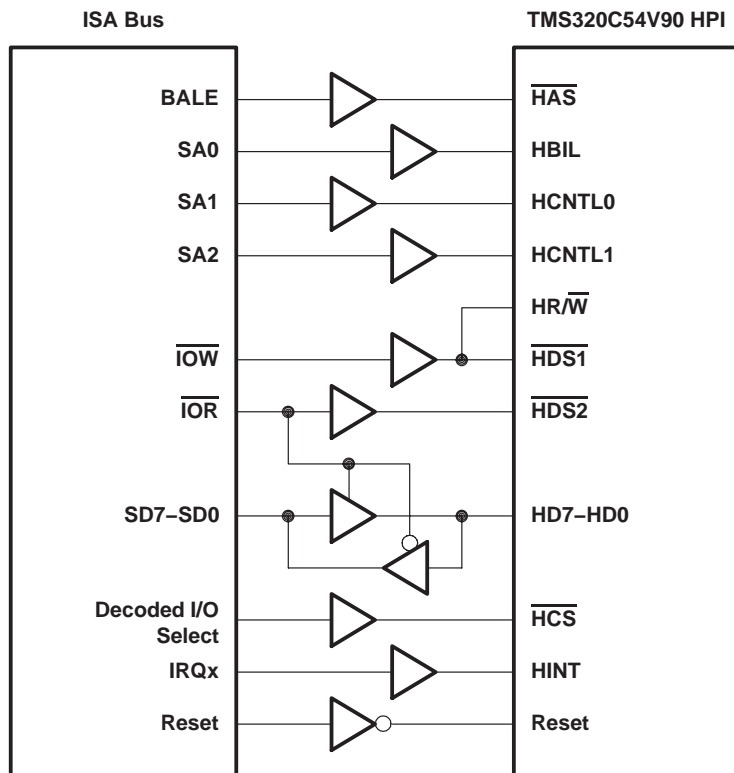 ISA Bus
TMS320C54V90 HPI
BALE
HAS
SA0
HBIL
SA1
HCNTL0
SA2
HCNTL1
HR/W
IOW
HDS1
IOR
HDS2
SD7–SD0
HD7–HD0
Decoded I/O
Select
HCS
IRQx
HINT
Reset
Reset